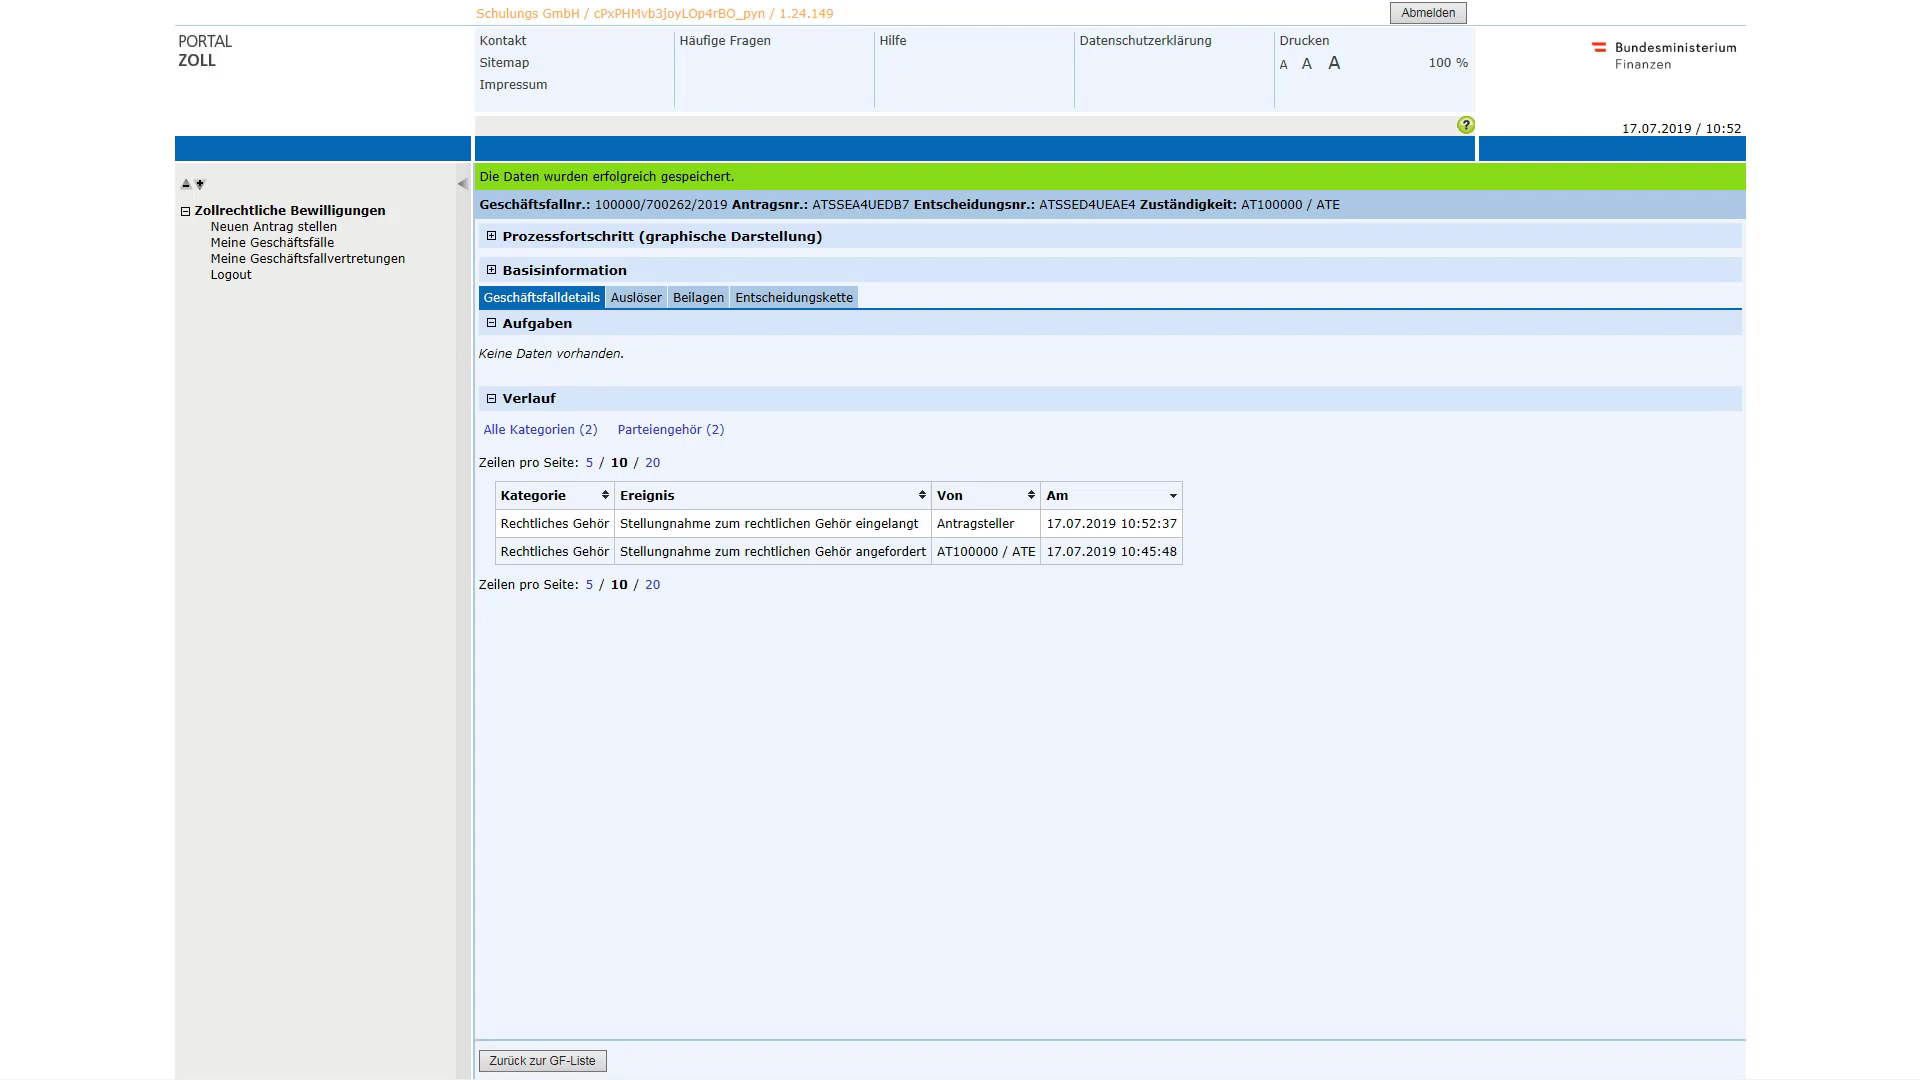 Schulungs GmbH / cPxPHMvb3joyLOp4rBO_pyn / 1.24.149
Abmelden
PORTAL
ZOLL
Kontakt
Sitemap
Impressum
Häufige Fragen
Hilfe
Datenschutzerklärung
Drucken
A A A 100 %
Bundesministerium
Finanzen
?
17.07.2019 / 10:52
Zollrechtliche Bewilligungen
Neuen Antrag stellen
Meine Geschäftsfälle
Meine Geschäftsfallvertretungen
Logout
Die Daten wurden erfolgreich gespeichert.
Geschäftsfallnr.: 100000/700262/2019 Antragsnr.: ATSSEA4UEDB7 Entscheidungsnr.: ATSSED4UEAE4 Zuständigkeit: AT100000 / ATE
Prozessfortschritt (graphische Darstellung)
Basisinformation
Geschäftsfalldetails Auslöser Beilagen Entscheidungskette
Aufgaben
Keine Daten vorhanden.
Verlauf
Alle Kategorien (2) Parteiengehör (2)
Zeilen pro Seite: 5 / 10 / 20
Kategorie Ereignis Von Am
Rechtliches Gehör Stellungnahme zum rechtlichen Gehör eingelangt Antragsteller 17.07.2019 10:52:37
Rechtliches Gehör Stellungnahme zum rechtlichen Gehör angefordert AT100000 / ATE 17.07.2019 10:45:48
Zeilen pro Seite: 5 / 10 / 20
Zurück zur GF-Liste